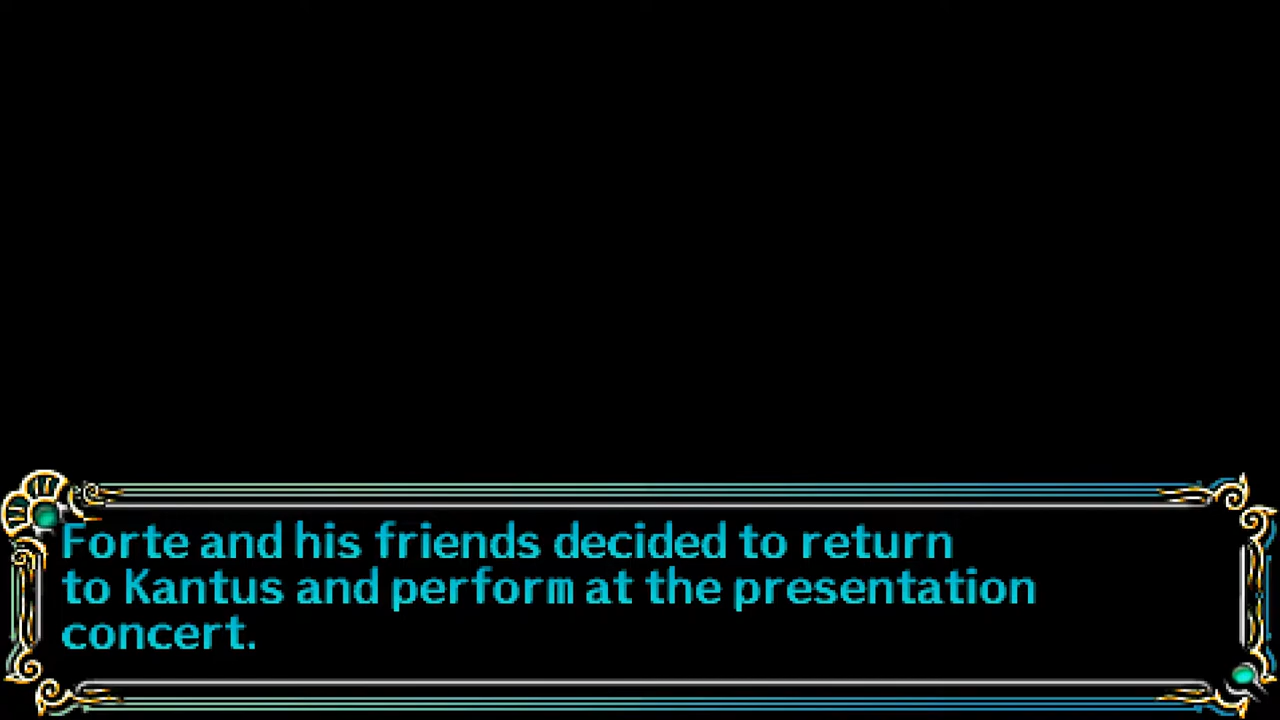 Forte and his friends decided to return
to Kantus and perform at the presentation
concert.